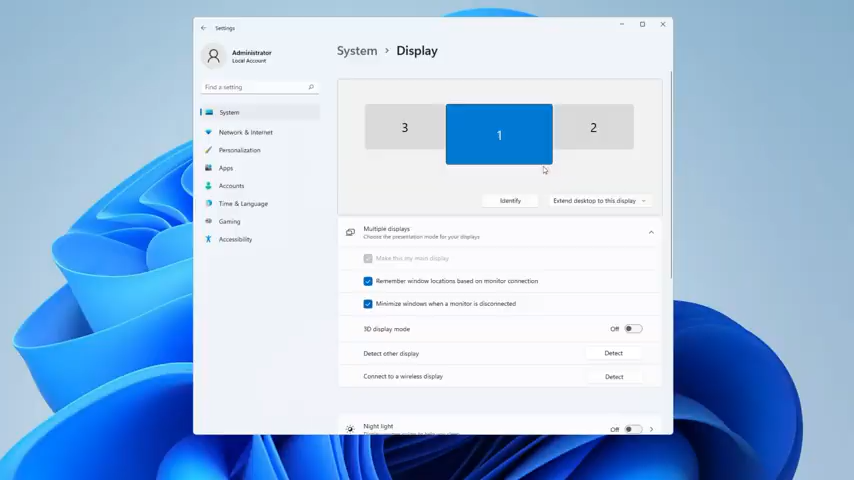 Settings
Administrator
Local Account
Find a setting
System
Network & Internet
Personalization
Apps
Accounts
Time & Language
Gaming
Accessibility
System › Display
3
1
2
Identify
Extend desktop to this display
Multiple displays
Choose the presentation mode for your displays
Make this my main display
Remember window locations based on monitor connection
Minimize windows when a monitor is disconnected
3D display mode
Off
Detect other display
Detect
Connect to a wireless display
Detect
Night light
Off